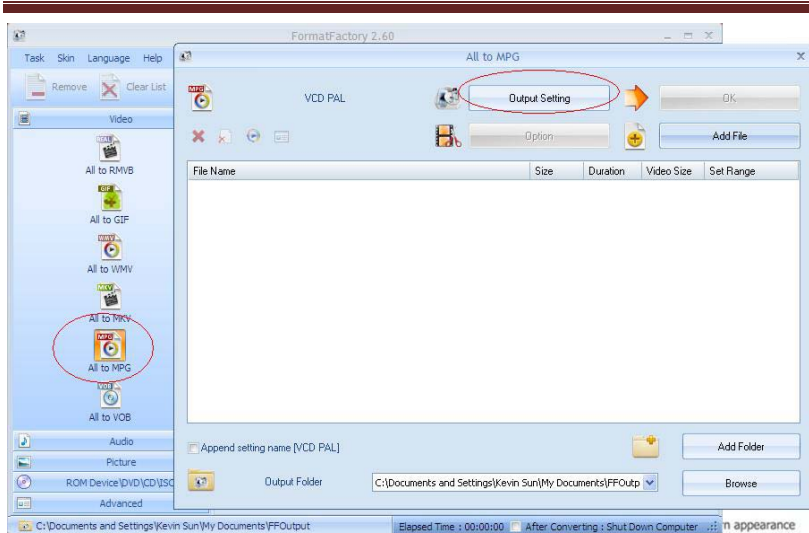 FormatFactory 2.60
Task Skin Language Help
Remove Clear List
Video
All to RMVB
GIF
All to GIF
WMV
All to WMV
MKV
All to MKV
MPG
All to MPG
VOB
All to VOB
Audio
Picture
ROM Device\DVD\CD\ISO
Advanced
All to MPG
MPG
VCD PAL
Output Setting
OK
Option
Add File
File Name Size Duration Video Size Set Range
Append setting name [VCD PAL]
Add Folder
Output Folder
C:\Documents and Settings\Kevin Sun\My Documents\FFOutp
Browse
C:\Documents and Settings\Kevin Sun\My Documents\FFOutput
Elapsed Time : 00:00:00 After Converting : Shut Down Computer
n appearance